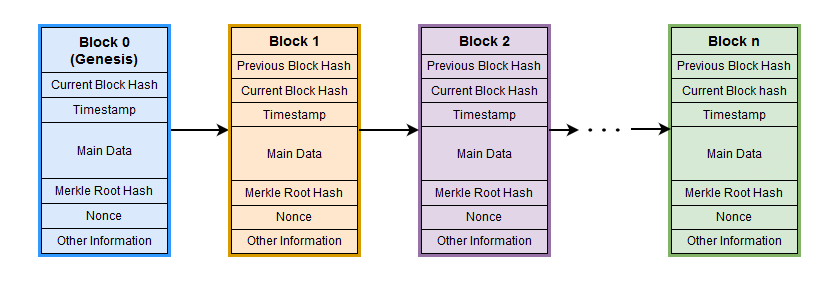 Block 0
(Genesis)
Current Block Hash
Timestamp
Main Data
Merkle Root Hash
Nonce
Other Information
Block 1
Previous Block Hash
Current Block Hash
Timestamp
Main Data
Merkle Root Hash
Nonce
Other Information
Block 2
Previous Block Hash
Current Block Hash
Timestamp
Main Data
Merkle Root Hash
Nonce
Other Information
. . .
Block n
Previous Block Hash
Current Block hash
Timestamp
Main Data
Merkle Root Hash
Nonce
Other Information